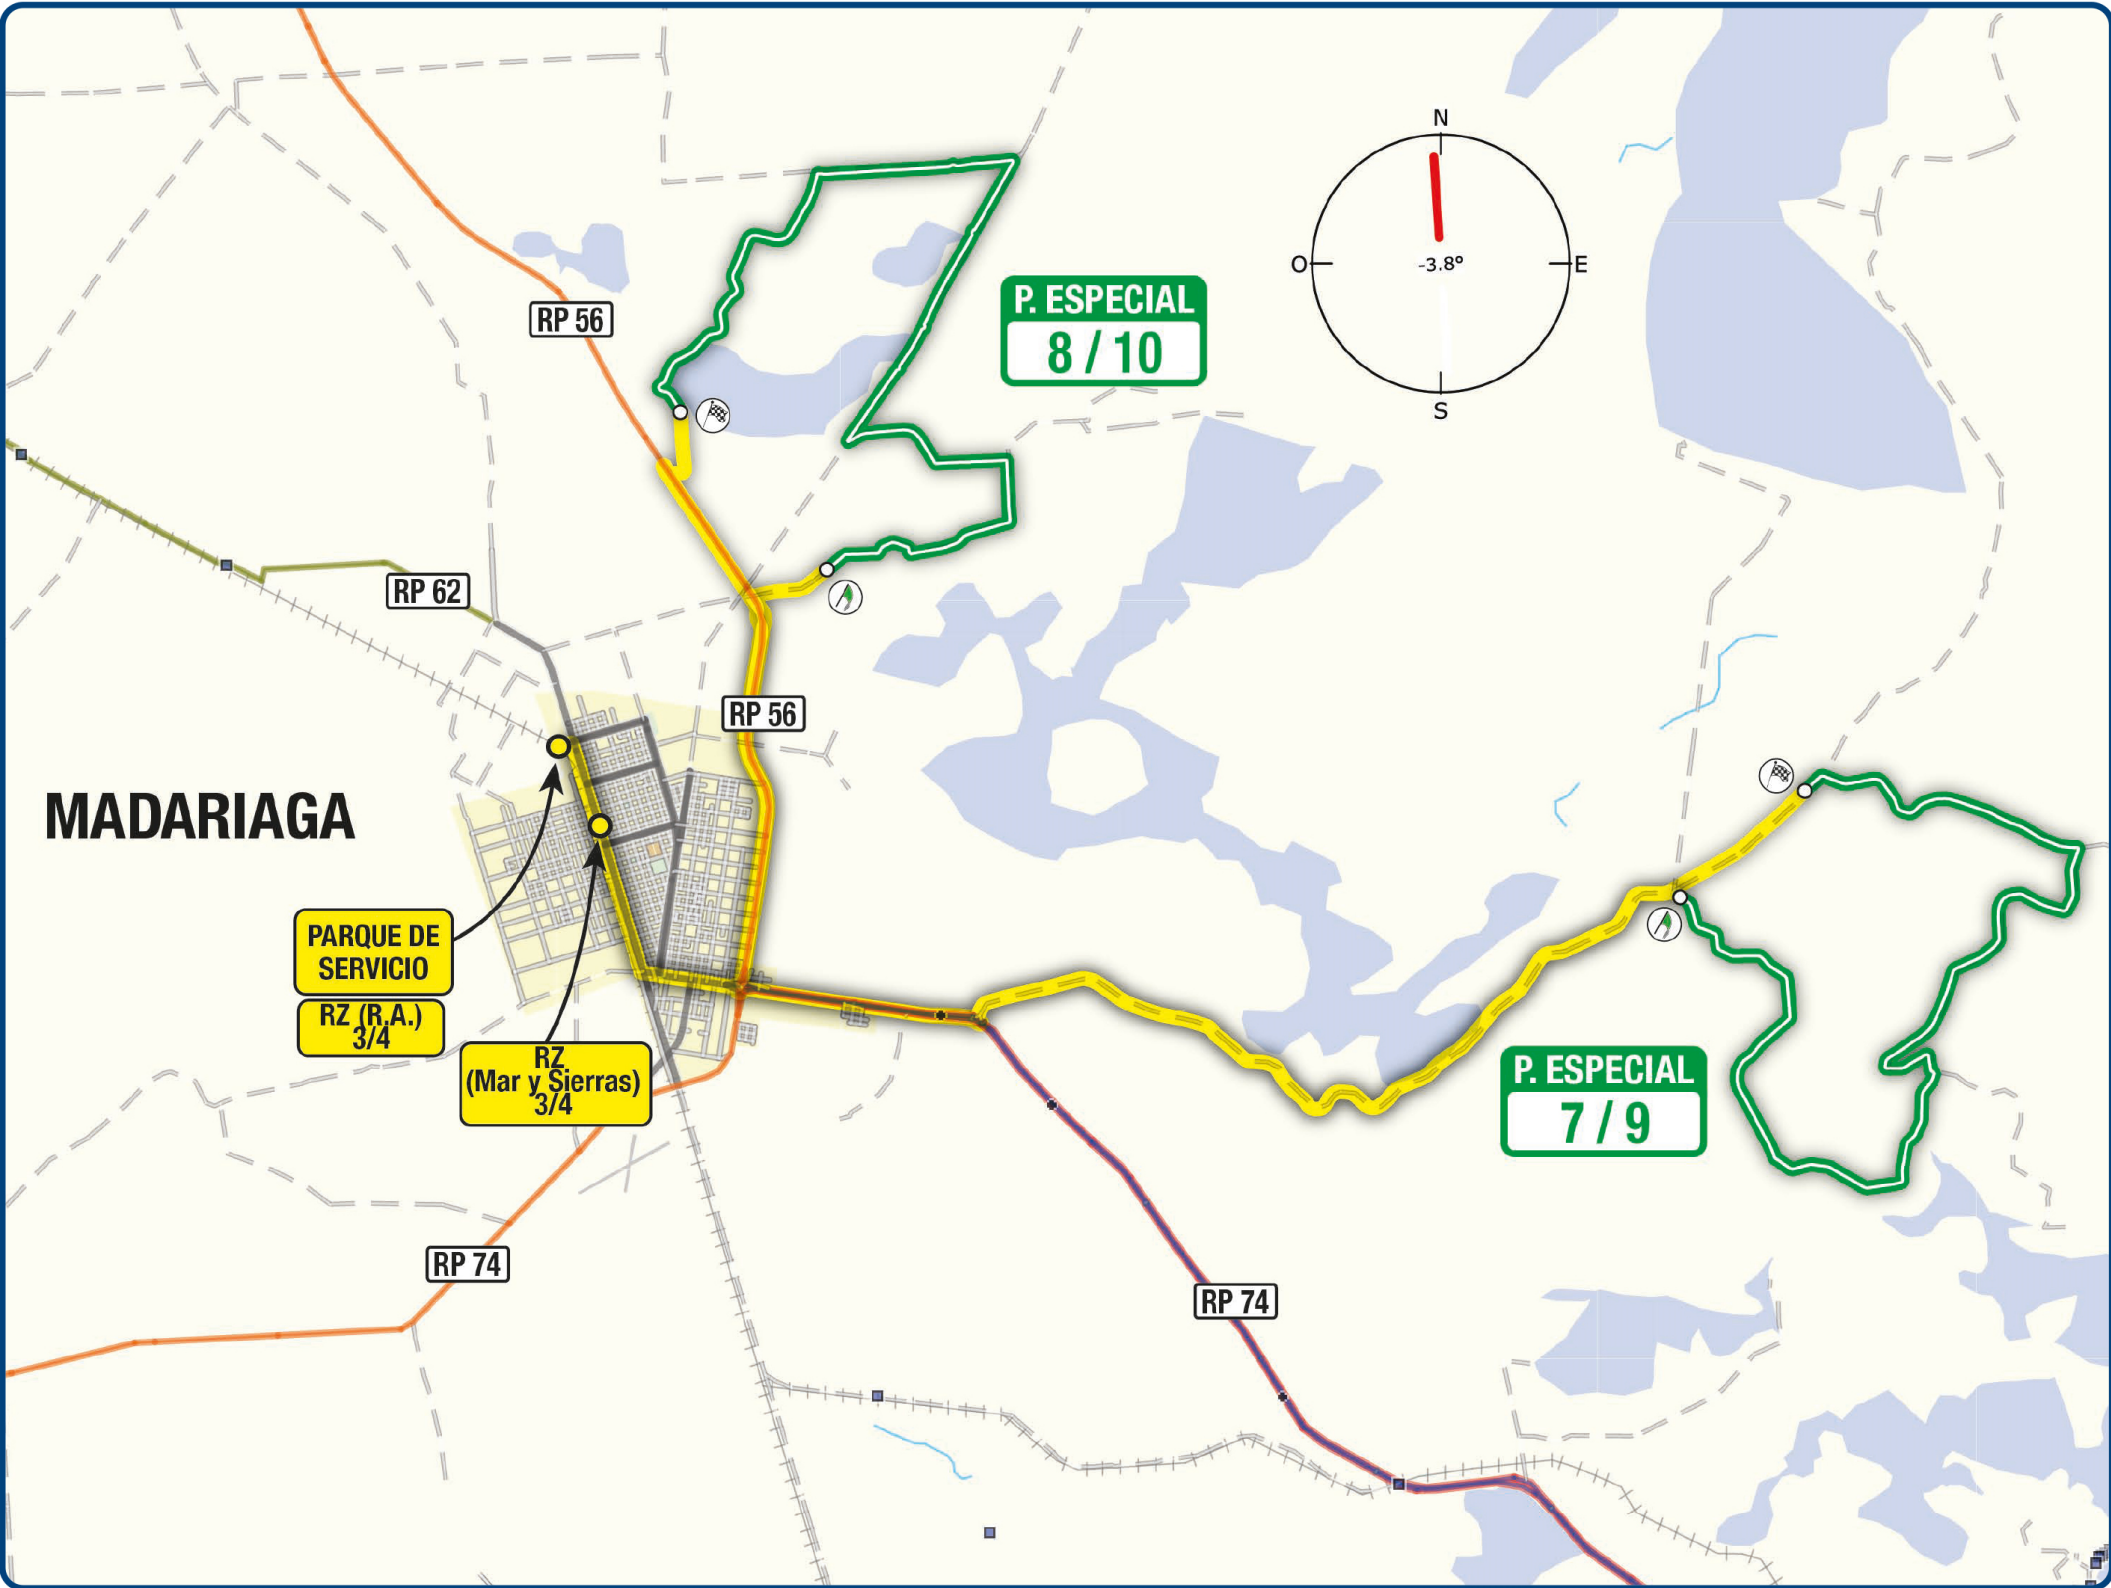 N
O
-3.8°
E
S
P. ESPECIAL
8 / 10
RP 56
RP 62
RP 56
MADARIAGA
PARQUE DE
SERVICIO
RZ (R.A.)
3/4
RZ
(Mar y Sierras)
3/4
P. ESPECIAL
7 / 9
RP 74
RP 74